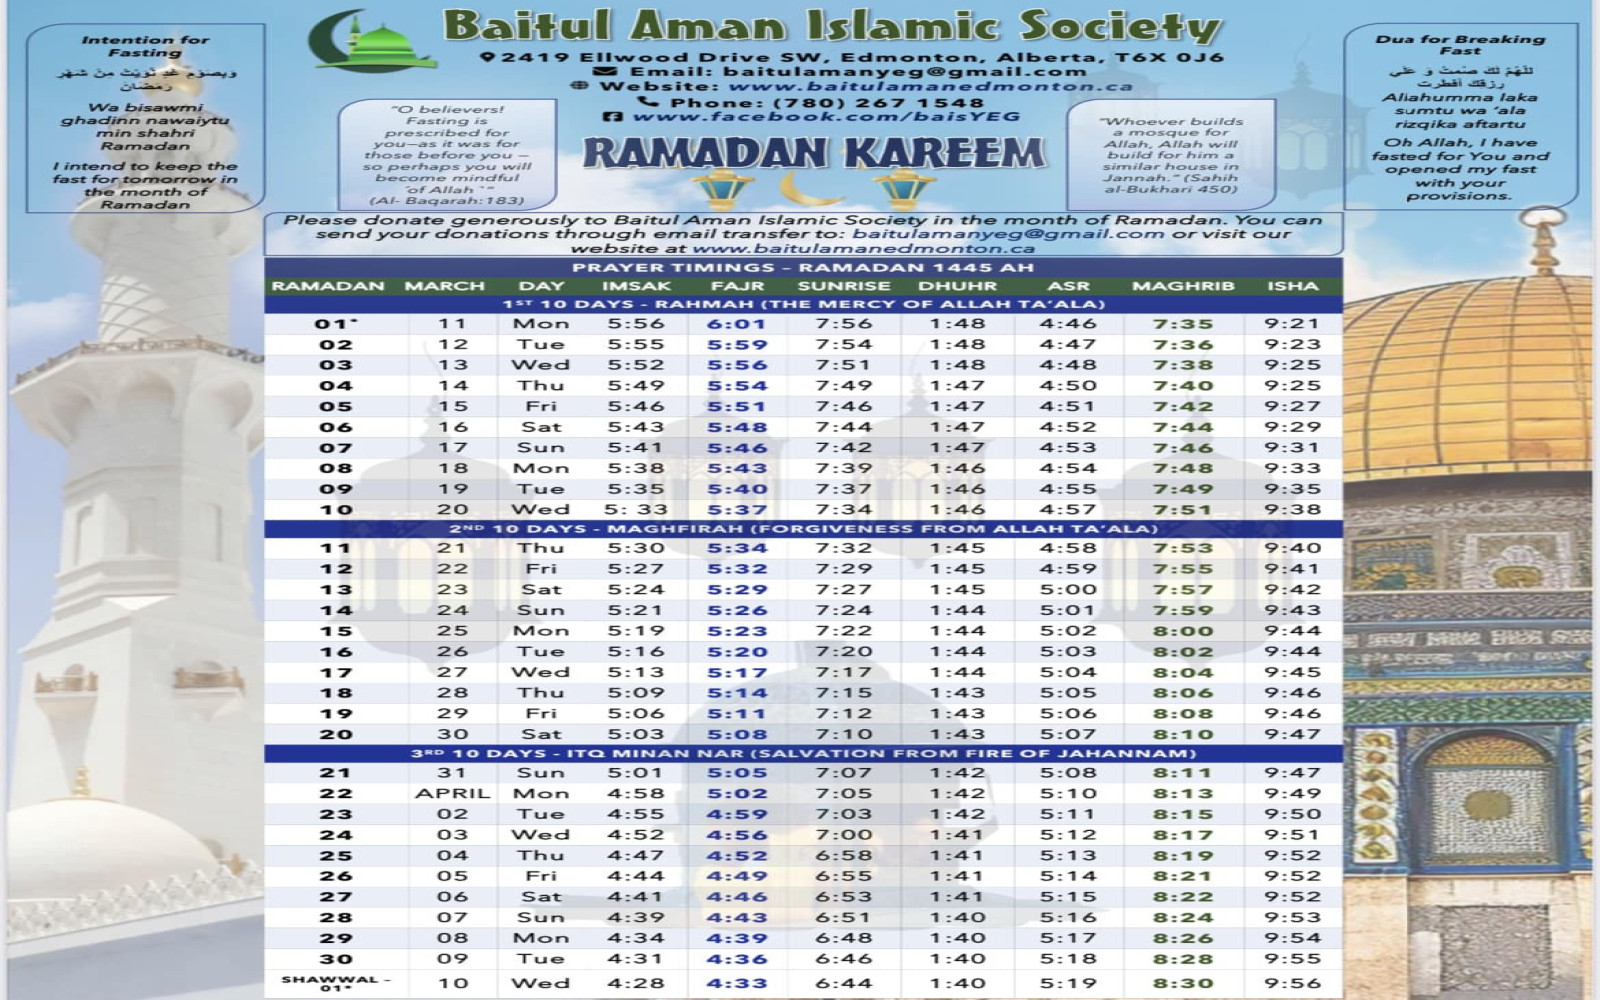 Baitul Aman Islamic Society
2419 Ellwood Drive SW, Edmonton, Alberta, T6X 0J6
Email: baitulamanyeg@gmail.com
Website: www.baitulamanedmonton.ca
Phone: (780) 267 1548
www.facebook.com/baisYEG
RAMADAN KAREEM
Intention for
Fasting
وَبِصَوْمِ غَدٍ نَّوَيْتُ مِنْ شَهْرِ
رَمَضَانَ
Wa bisawmi
ghadinn nawaiytu
min shahri
Ramadan
I intend to keep the
fast for tomorrow in
the month of
Ramadan
"O believers!
Fasting is
prescribed for
you—as it was for
those before you –
so perhaps you will
become mindful
of Allah
(Al- Baqarah:183)
"Whoever builds
a mosque for
Allah, Allah will
build for him a
similar house in
Jannah." (Sahih
al-Bukhari 450)
Dua for Breaking
Fast
للّٰهُمَّ لَكَ صُمْتُ وَ عَلَي
رِزْقِكَ اَفْطَرت
Allahumma laka
sumtu wa 'ala
rizqika aftartu
Oh Allah, I have
fasted for You and
opened my fast
with your
provisions.
Please donate generously to Baitul Aman Islamic Society in the month of Ramadan. You can
send your donations through email transfer to: baitulamanyeg@gmail.com or visit our
website at www.baitulamanedmonton.ca
PRAYER TIMINGS – RAMADAN 1445 AH
RAMADAN MARCH DAY IMSAK FAJR SUNRISE DHUHR ASR MAGHRIB ISHA
1ST 10 DAYS - RAHMAH (THE MERCY OF ALLAH TA'ALA)
01* 11 Mon 5:56 6:01 7:56 1:48 4:46 7:35 9:21
02 12 Tue 5:55 5:59 7:54 1:48 4:47 7:36 9:23
03 13 Wed 5:52 5:56 7:51 1:48 4:48 7:38 9:25
04 14 Thu 5:49 5:54 7:49 1:47 4:50 7:40 9:25
05 15 Fri 5:46 5:51 7:46 1:47 4:51 7:42 9:27
06 16 Sat 5:43 5:48 7:44 1:47 4:52 7:44 9:29
07 17 Sun 5:41 5:46 7:42 1:47 4:53 7:46 9:31
08 18 Mon 5:38 5:43 7:39 1:46 4:54 7:48 9:33
09 19 Tue 5:35 5:40 7:37 1:46 4:55 7:49 9:35
10 20 Wed 5: 33 5:37 7:34 1:46 4:57 7:51 9:38
2ND 10 DAYS - MAGHFIRAH (FORGIVENESS FROM ALLAH TA'ALA)
11 21 Thu 5:30 5:34 7:32 1:45 4:58 7:53 9:40
12 22 Fri 5:27 5:32 7:29 1:45 4:59 7:55 9:41
13 23 Sat 5:24 5:29 7:27 1:45 5:00 7:57 9:42
14 24 Sun 5:21 5:26 7:24 1:44 5:01 7:59 9:43
15 25 Mon 5:19 5:23 7:22 1:44 5:02 8:00 9:44
16 26 Tue 5:16 5:20 7:20 1:44 5:03 8:02 9:44
17 27 Wed 5:13 5:17 7:17 1:44 5:04 8:04 9:45
18 28 Thu 5:09 5:14 7:15 1:43 5:05 8:06 9:46
19 29 Fri 5:06 5:11 7:12 1:43 5:06 8:08 9:46
20 30 Sat 5:03 5:08 7:10 1:43 5:07 8:10 9:47
3RD 10 DAYS - ITQ MINAN NAR (SALVATION FROM FIRE OF JAHANNAM)
21 31 Sun 5:01 5:05 7:07 1:42 5:08 8:11 9:47
22 APRIL Mon 4:58 5:02 7:05 1:42 5:10 8:13 9:49
23 02 Tue 4:55 4:59 7:03 1:42 5:11 8:15 9:50
24 03 Wed 4:52 4:56 7:00 1:41 5:12 8:17 9:51
25 04 Thu 4:47 4:52 6:58 1:41 5:13 8:19 9:52
26 05 Fri 4:44 4:49 6:55 1:41 5:14 8:21 9:52
27 06 Sat 4:41 4:46 6:53 1:41 5:15 8:22 9:52
28 07 Sun 4:39 4:43 6:51 1:40 5:16 8:24 9:53
29 08 Mon 4:34 4:39 6:48 1:40 5:17 8:26 9:54
30 09 Tue 4:31 4:36 6:46 1:40 5:18 8:28 9:55
SHAWWAL - 01* 10 Wed 4:28 4:33 6:44 1:40 5:19 8:30 9:56